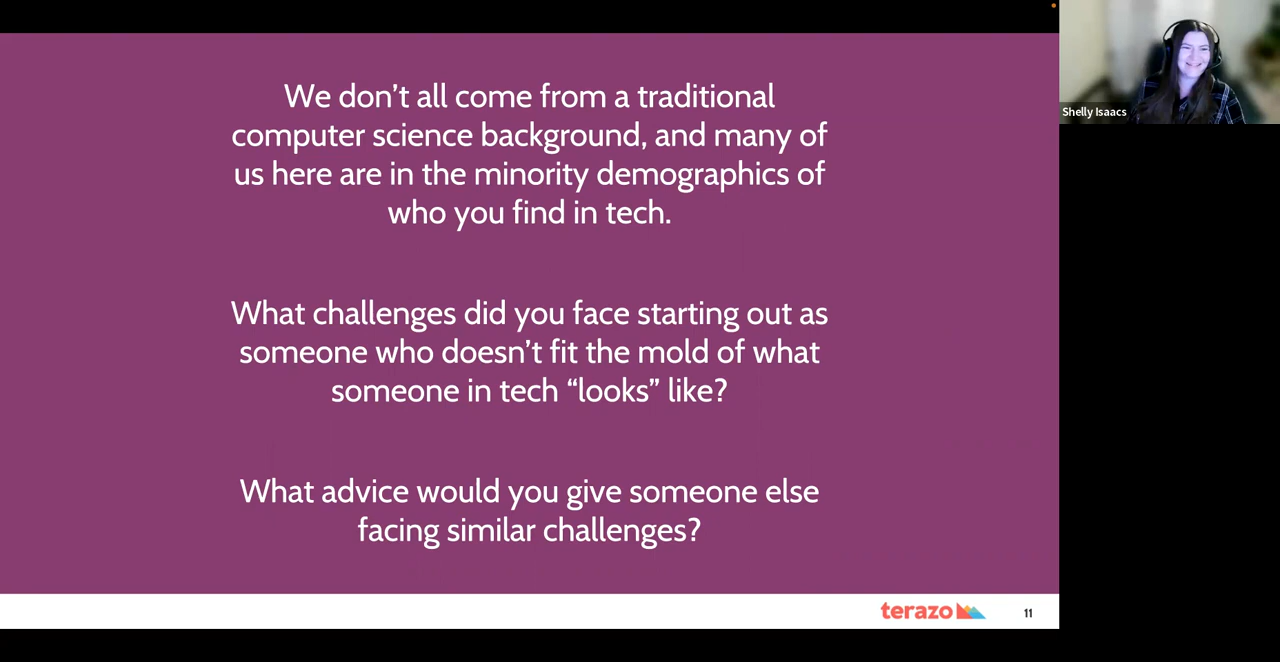 We don’t all come from a traditional
computer science background, and many of
us here are in the minority demographics of
who you find in tech.
What challenges did you face starting out as
someone who doesn’t fit the mold of what
someone in tech “looks” like?
What advice would you give someone else
facing similar challenges?
terazo
11
Shelly Isaacs